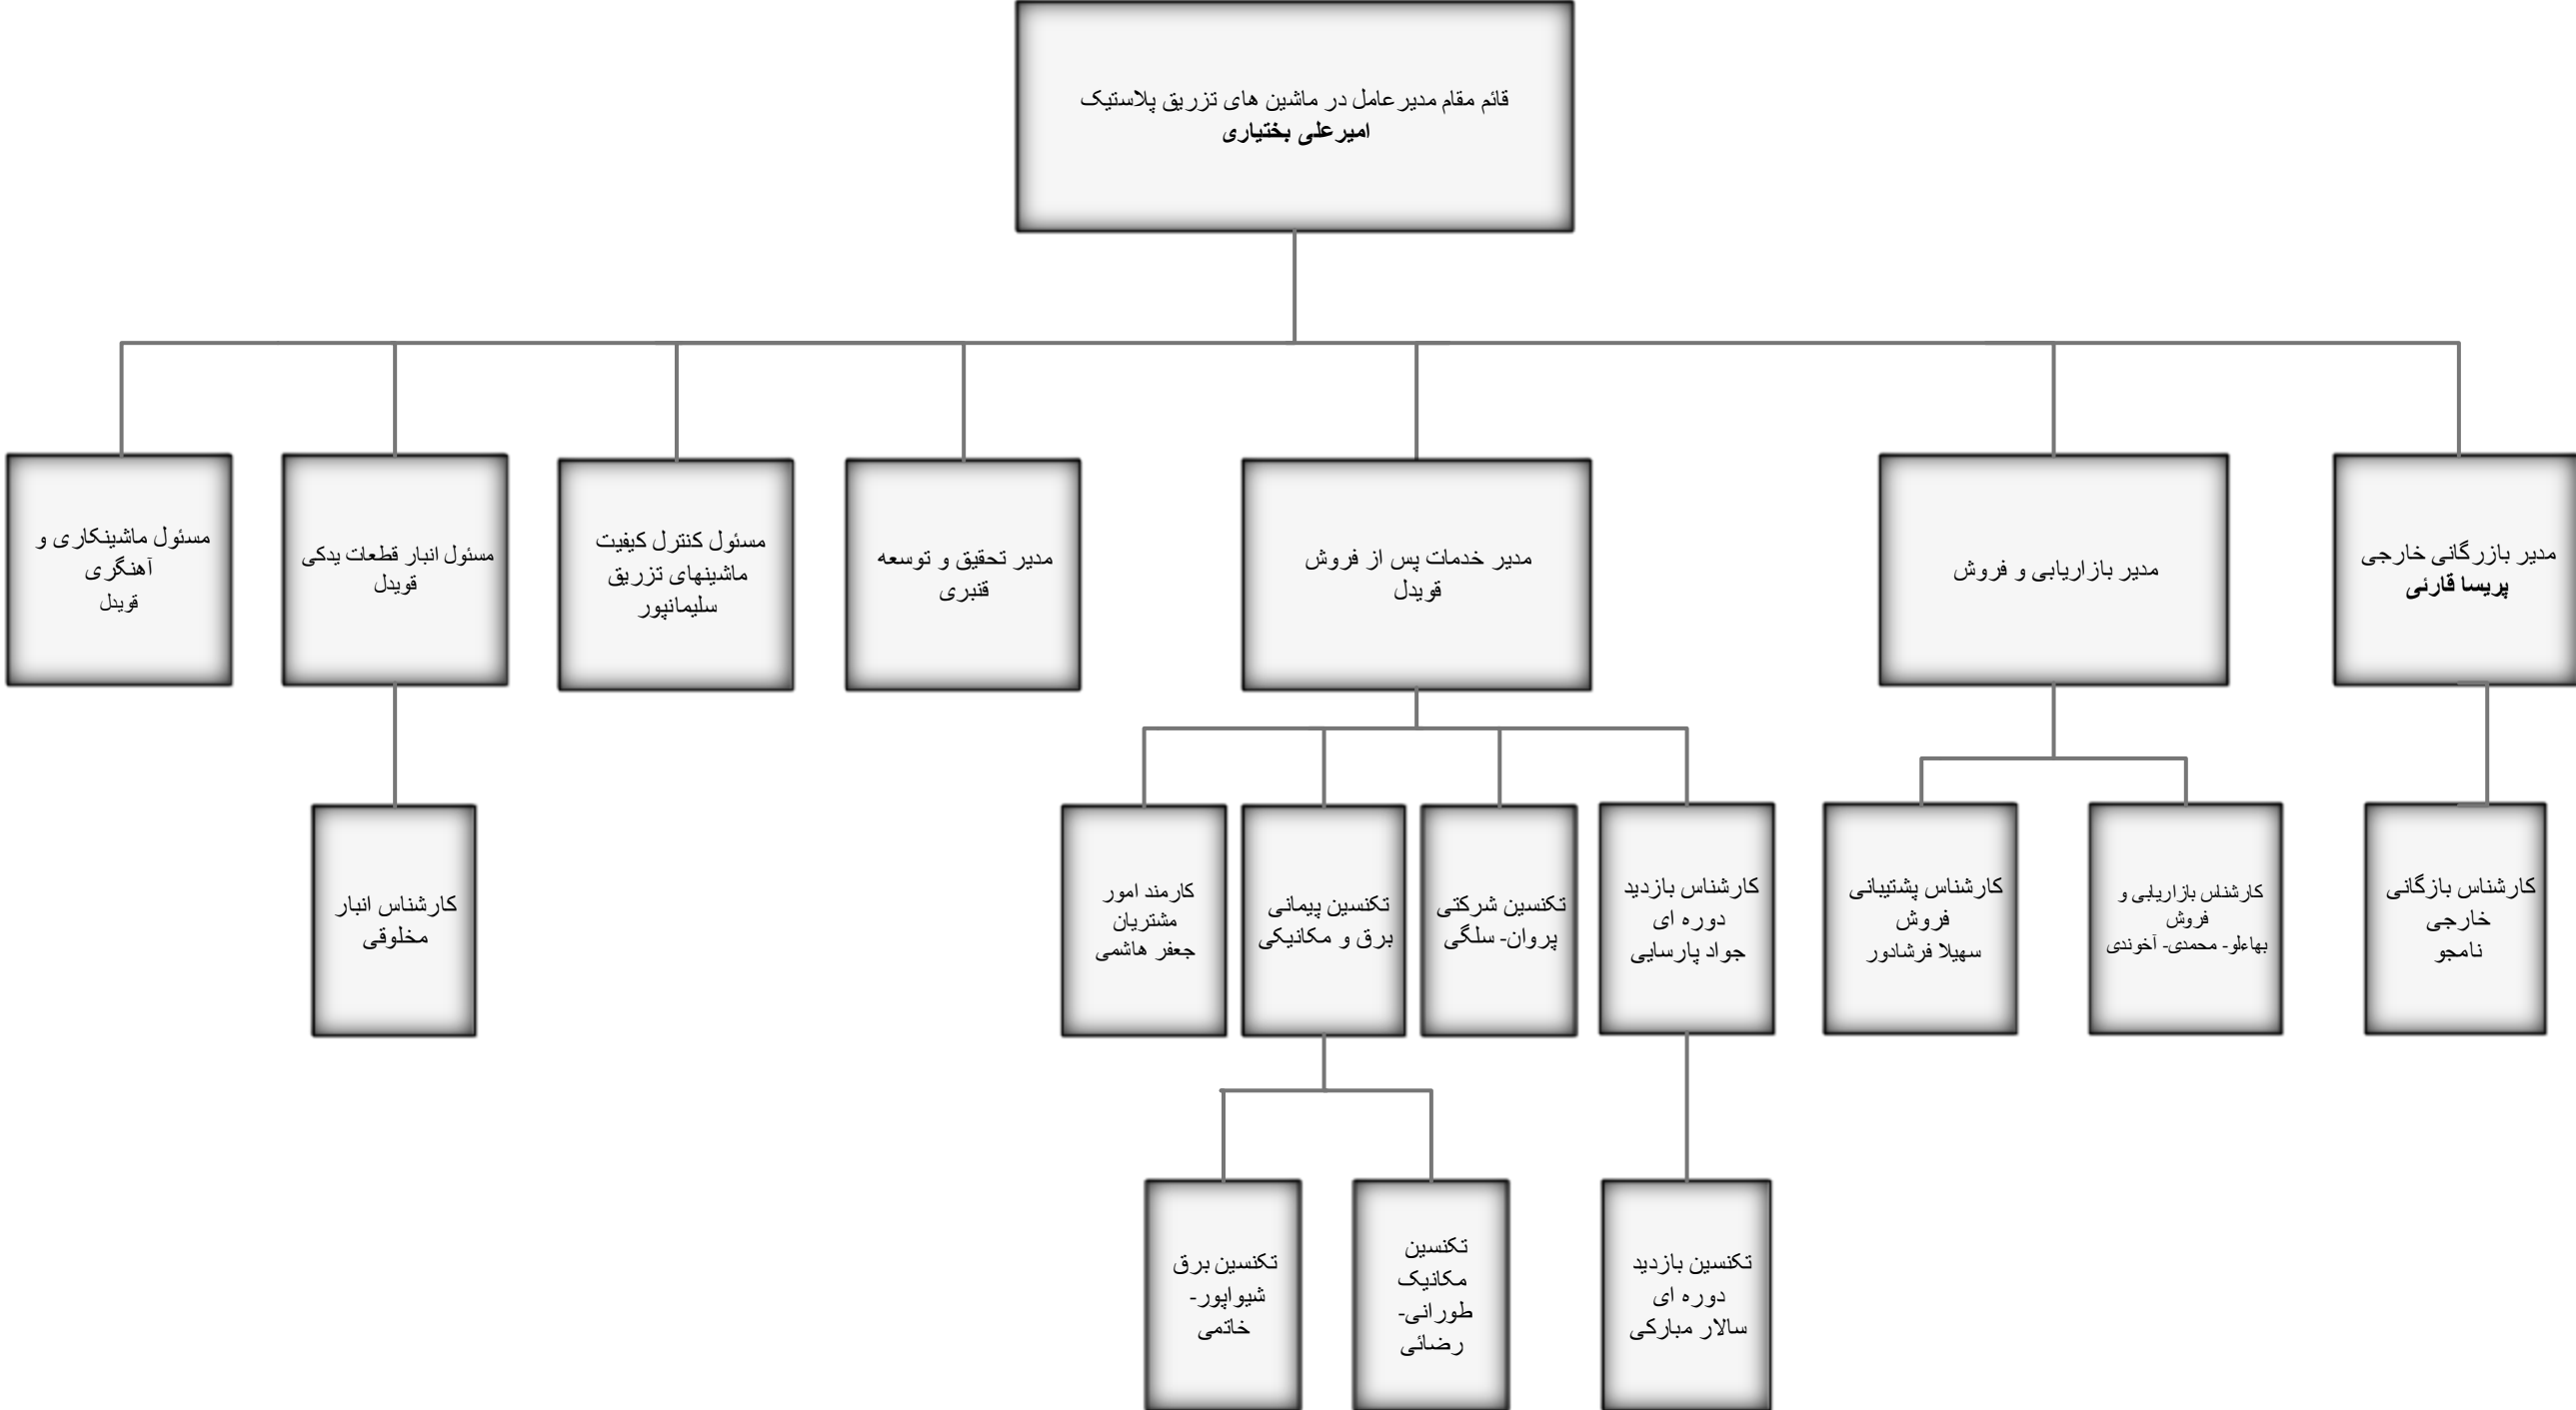 قائم مقام مدیرعامل در ماشین های تزریق پلاستیک
امیرعلی بختیاری
مدیر بازرگانی خارجی
پریسا قارئی
مدیر بازاریابی و فروش
مدیر خدمات پس از فروش
قویدل
مدیر تحقیق و توسعه
قنبری
مسئول کنترل کیفیت
ماشینهای تزریق
سلیمانپور
مسئول انبار قطعات یدکی
قویدل
مسئول ماشینکاری و
آهنگری
قویدل
کارشناس بازگانی
خارجی
نامجو
کارشناس بازاریابی و
فروش
بهاءلو- محمدی- آخوندی
کارشناس پشتیبانی
فروش
سهیلا فرشادور
کارشناس بازدید
دوره ای
جواد پارسایی
تکنسین شرکتی
پروان- سلگی
تکنسین پیمانی
برق و مکانیکی
کارمند امور
مشتریان
جعفر هاشمی
کارشناس انبار
مخلوقی
تکنسین بازدید
دوره ای
سالار مبارکی
تکنسین
مکانیک
طورانی-
رضائی
تکنسین برق
شیواپور-
خاتمی